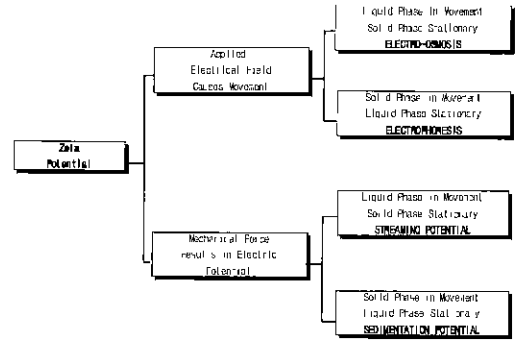 Liquid Phase in Movement
Solid Phase Stationary
ELECTRO-OSMOSIS
Applied
Electrical Field
Causes Movement
Solid Phase in Movement
Liquid Phase Stationary
ELECTROPHORESIS
Zeta
Potential
Liquid Phase in Movement
Solid Phase Stationary
STREAMING POTENTIAL
Mechanical Force
Results in Electric
Potential
Solid Phase in Movement
Liquid Phase Stationary
SEDIMENTATION POTENTIAL